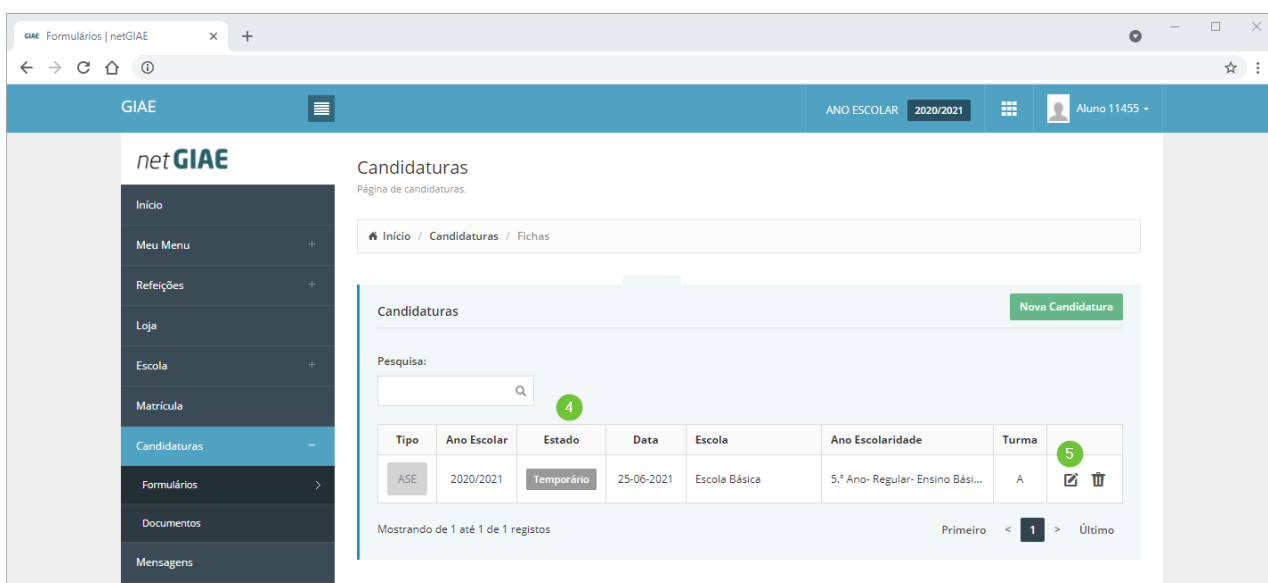 GIAE Formulários | netGIAE
GIAE
ANO ESCOLAR 2020/2021
Aluno 11455
netGIAE
Início
Meu Menu
Refeições
Loja
Escola
Matrícula
Candidaturas
Formulários
Documentos
Mensagens
Candidaturas
Página de candidaturas.
Início / Candidaturas / Fichas
Candidaturas
Nova Candidatura
Pesquisa:
4
Tipo Ano Escolar Estado Data Escola Ano Escolaridade Turma
5
ASE 2020/2021 Temporário 25-06-2021 Escola Básica 5.º Ano- Regular- Ensino Bási... A
Mostrando de 1 até 1 de 1 registos
Primeiro < 1 > Último